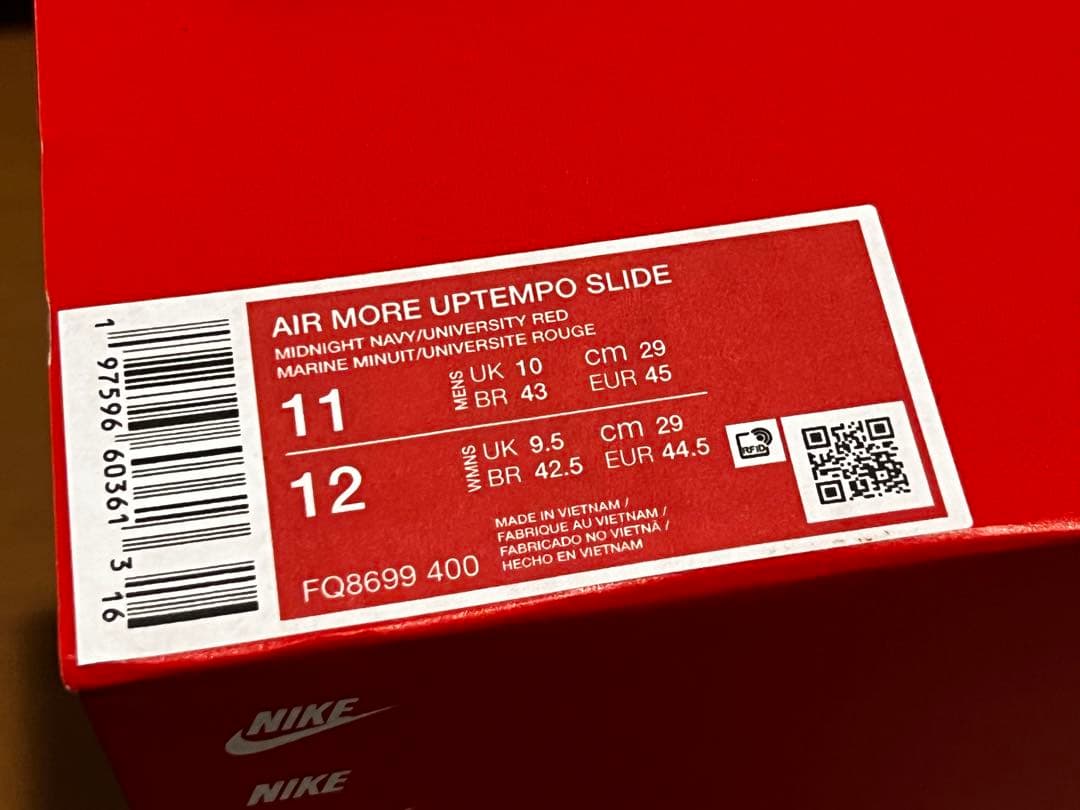 AIR MORE UPTEMPO SLIDE
MIDNIGHT NAVY/UNIVERSITY RED
MARINE MINUIT/UNIVERSITE ROUGE
11 MENS UK 10 cm 29
BR 43 EUR 45
12 WMNS UK 9.5 cm 29
BR 42.5 EUR 44.5
RFID
MADE IN VIETNAM /
FABRIQUE AU VIETNAM /
FABRICADO NO VIETNÃ /
HECHO EN VIETNAM
FQ8699 400
1 97596 60361 3 16
NIKE
NIKE